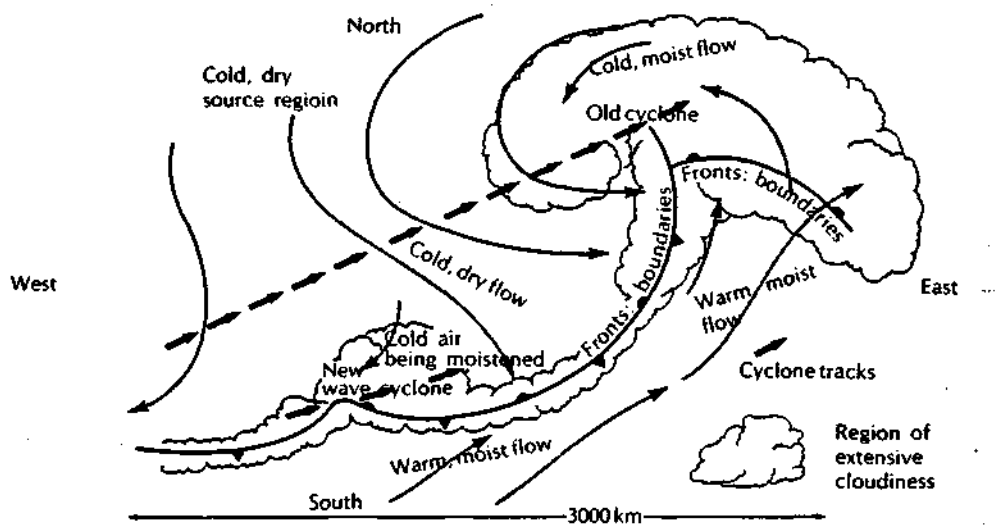 North
Cold, dry
source regioin
Cold, moist flow
Old cyclone
Fronts: boundaries
Fronts: boundaries
West
Cold, dry flow
East
Warm, moist
flow
Cold air
being moistened
New
wave cyclone
Cyclone tracks
Warm, moist flow
Region of
extensive
cloudiness
South
3000 km